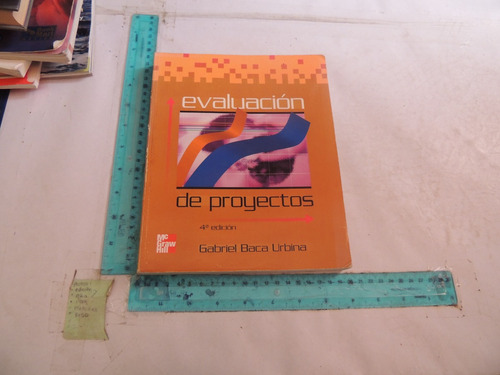 evaluación
de proyectos
4ª edición
Mc
Graw
Hill
Gabriel Baca Urbina